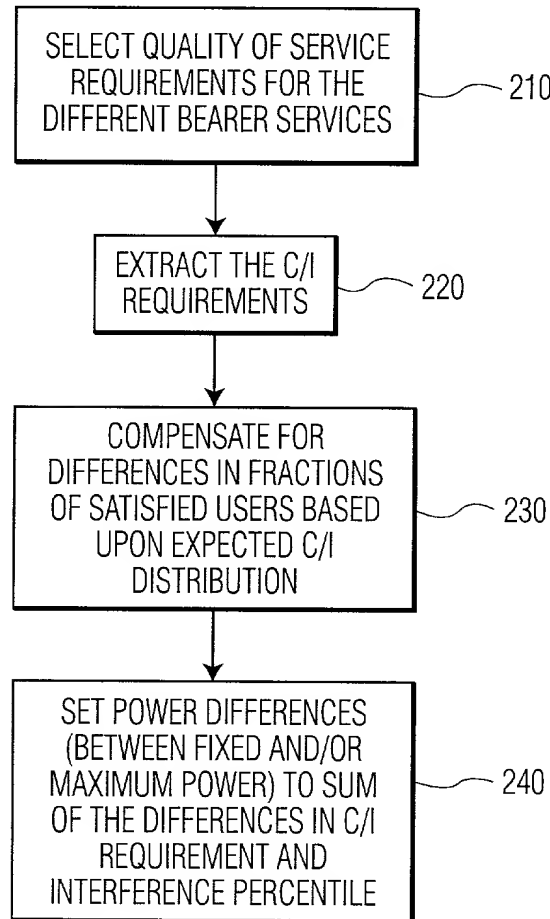 SELECT QUALITY OF SERVICE
REQUIREMENTS FOR THE
DIFFERENT BEARER SERVICES
210
EXTRACT THE C/I
REQUIREMENTS
220
COMPENSATE FOR
DIFFERENCES IN FRACTIONS
OF SATISFIED USERS BASED
UPON EXPECTED C/I
DISTRIBUTION
230
SET POWER DIFFERENCES
(BETWEEN FIXED AND/OR
MAXIMUM POWER) TO SUM
OF THE DIFFERENCES IN C/I
REQUIREMENT AND
INTERFERENCE PERCENTILE
240